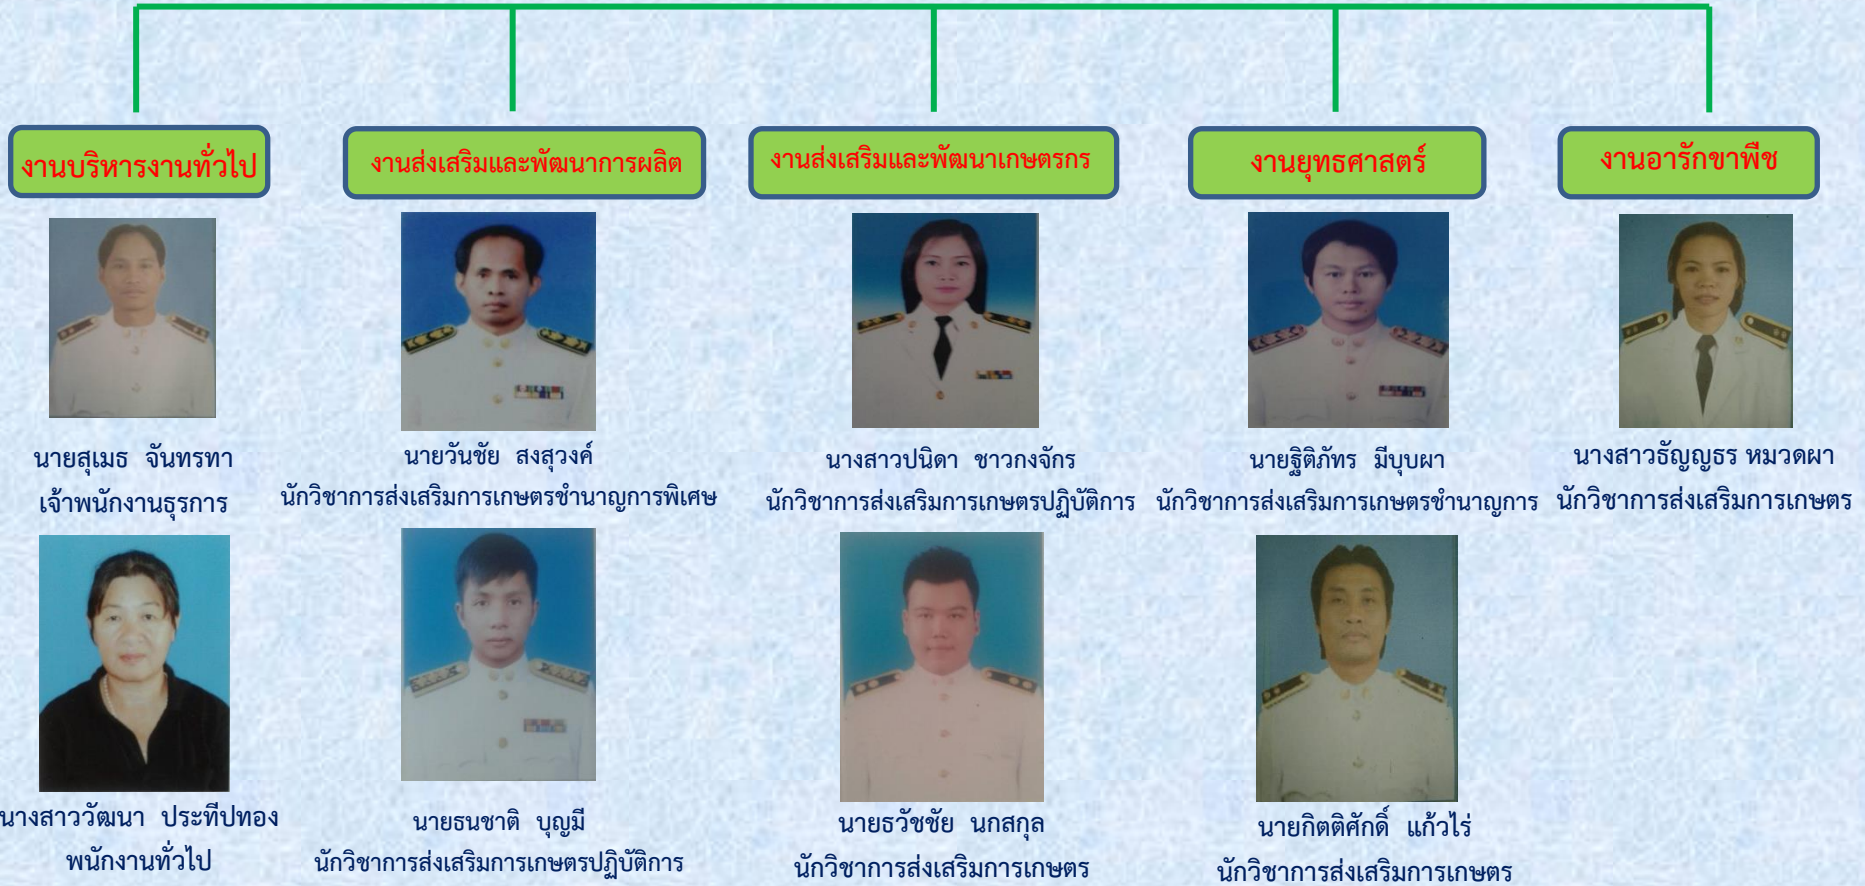 งานบริหารงานทั่วไป
งานส่งเสริมและพัฒนาการผลิต
งานส่งเสริมและพัฒนาเกษตรกร
งานยุทธศาสตร์
งานอารักขาพืช
นายสุเมธ จันทรทา
เจ้าพนักงานธุรการ
นายวันชัย สงสุวงค์
นักวิชาการส่งเสริมการเกษตรชำนาญการพิเศษ
นางสาวปนิดา ชาวกงจักร
นักวิชาการส่งเสริมการเกษตรปฏิบัติการ
นายฐิติภัทร มีบุบผา
นักวิชาการส่งเสริมการเกษตรชำนาญการ
นางสาวธัญญธร หมวดผา
นักวิชาการส่งเสริมการเกษตร
นางสาววัฒนา ประทีปทอง
พนักงานทั่วไป
นายธนชาติ บุญมี
นักวิชาการส่งเสริมการเกษตรปฏิบัติการ
นายธวัชชัย นกสกุล
นักวิชาการส่งเสริมการเกษตร
นายกิตติศักดิ์ แก้วไร่
นักวิชาการส่งเสริมการเกษตร